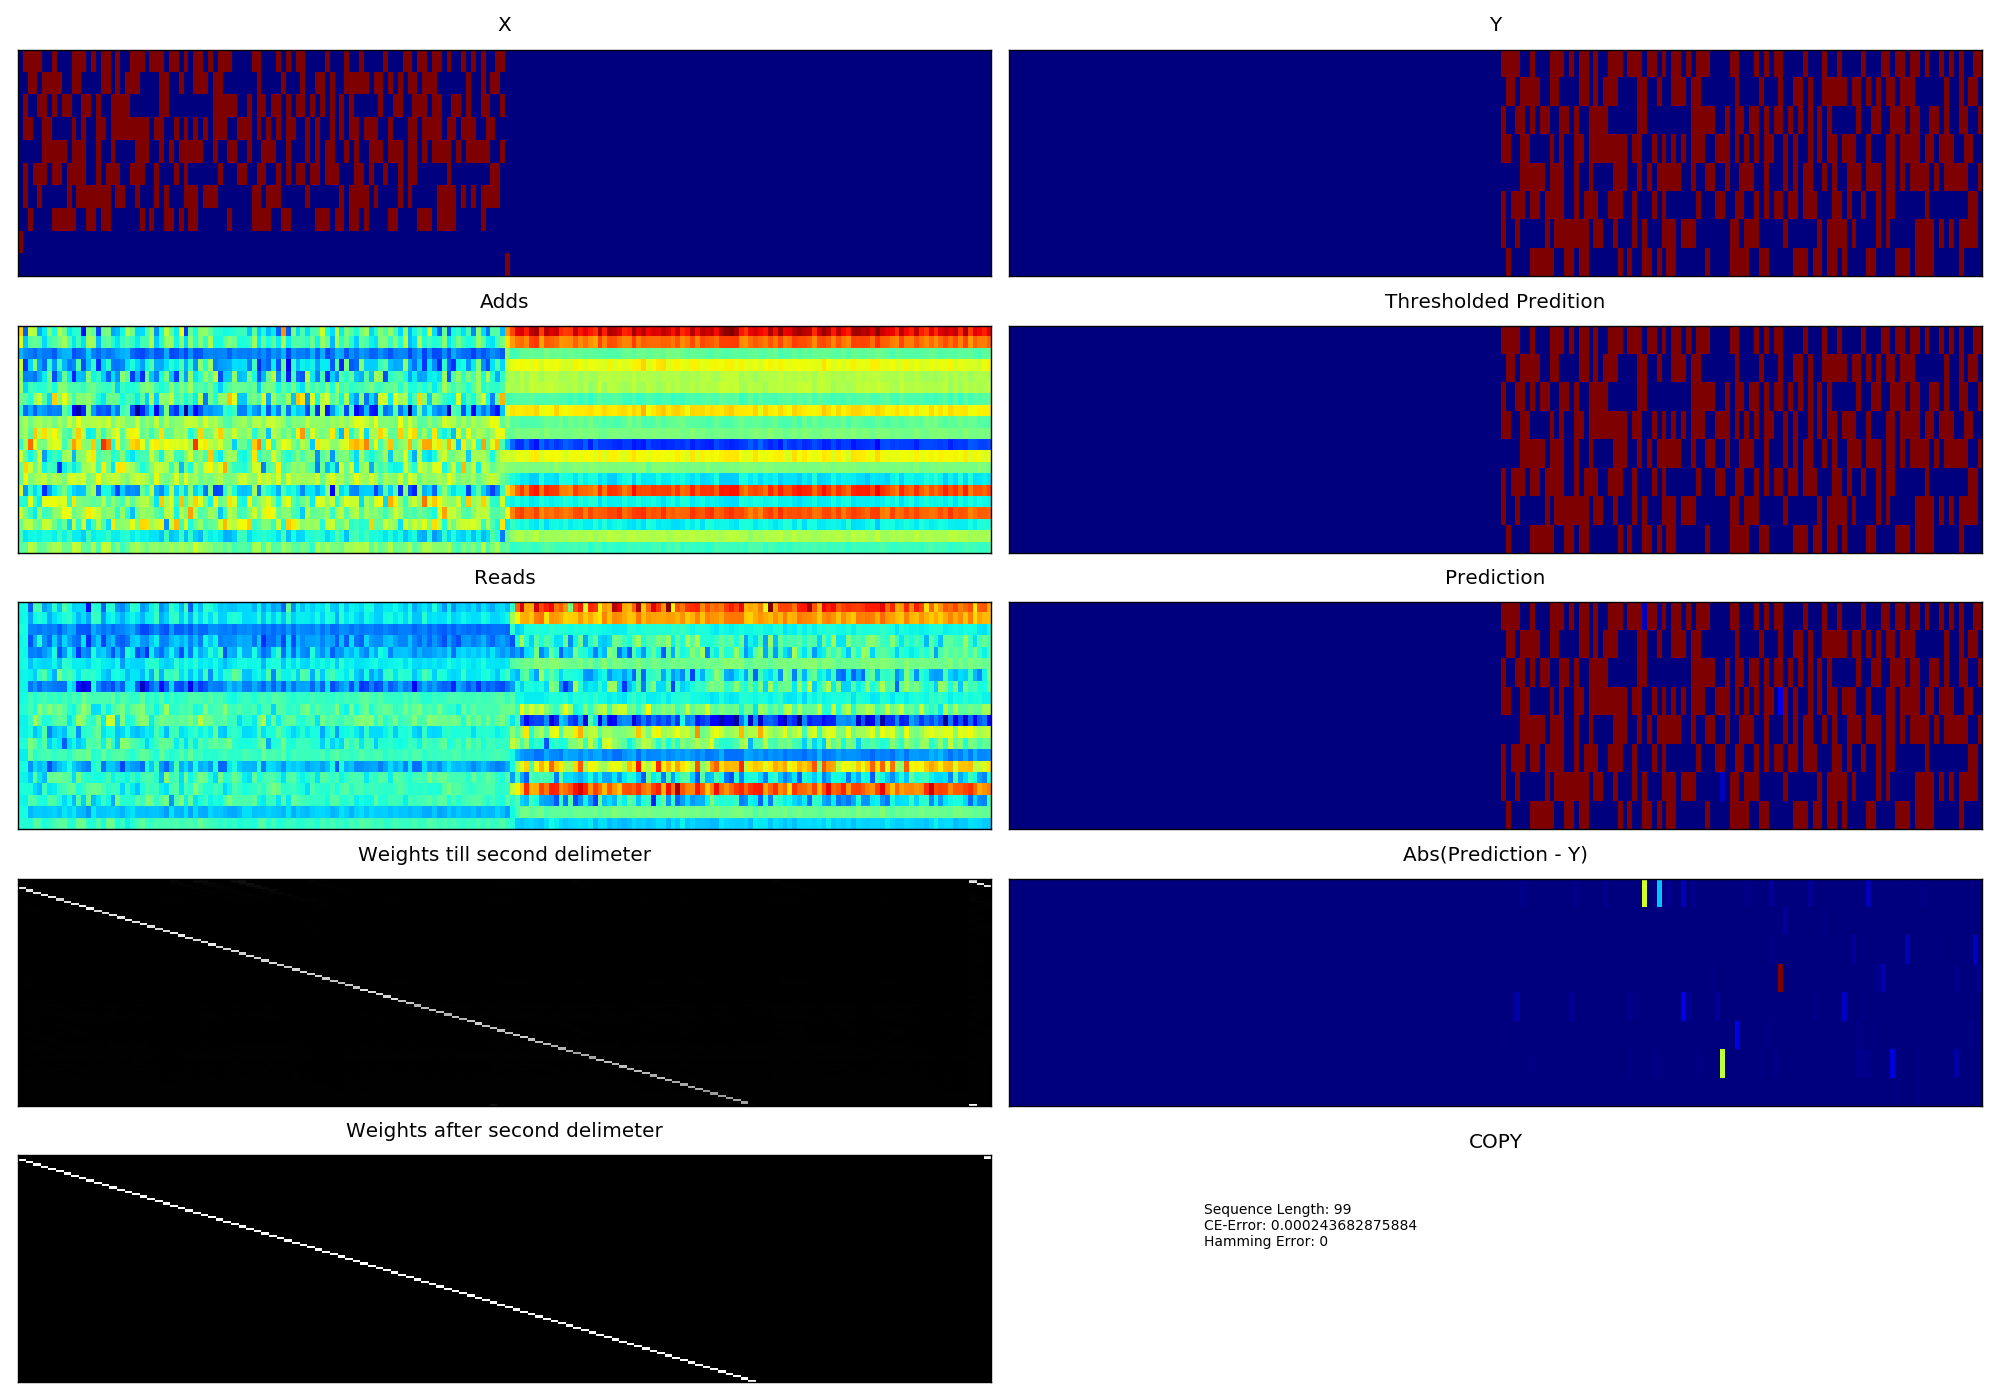 X
Y
Adds
Thresholded Predition
Reads
Prediction
Weights till second delimeter
Abs(Prediction - Y)
Weights after second delimeter
COPY
Sequence Length: 99
CE-Error: 0.000243682875884
Hamming Error: 0